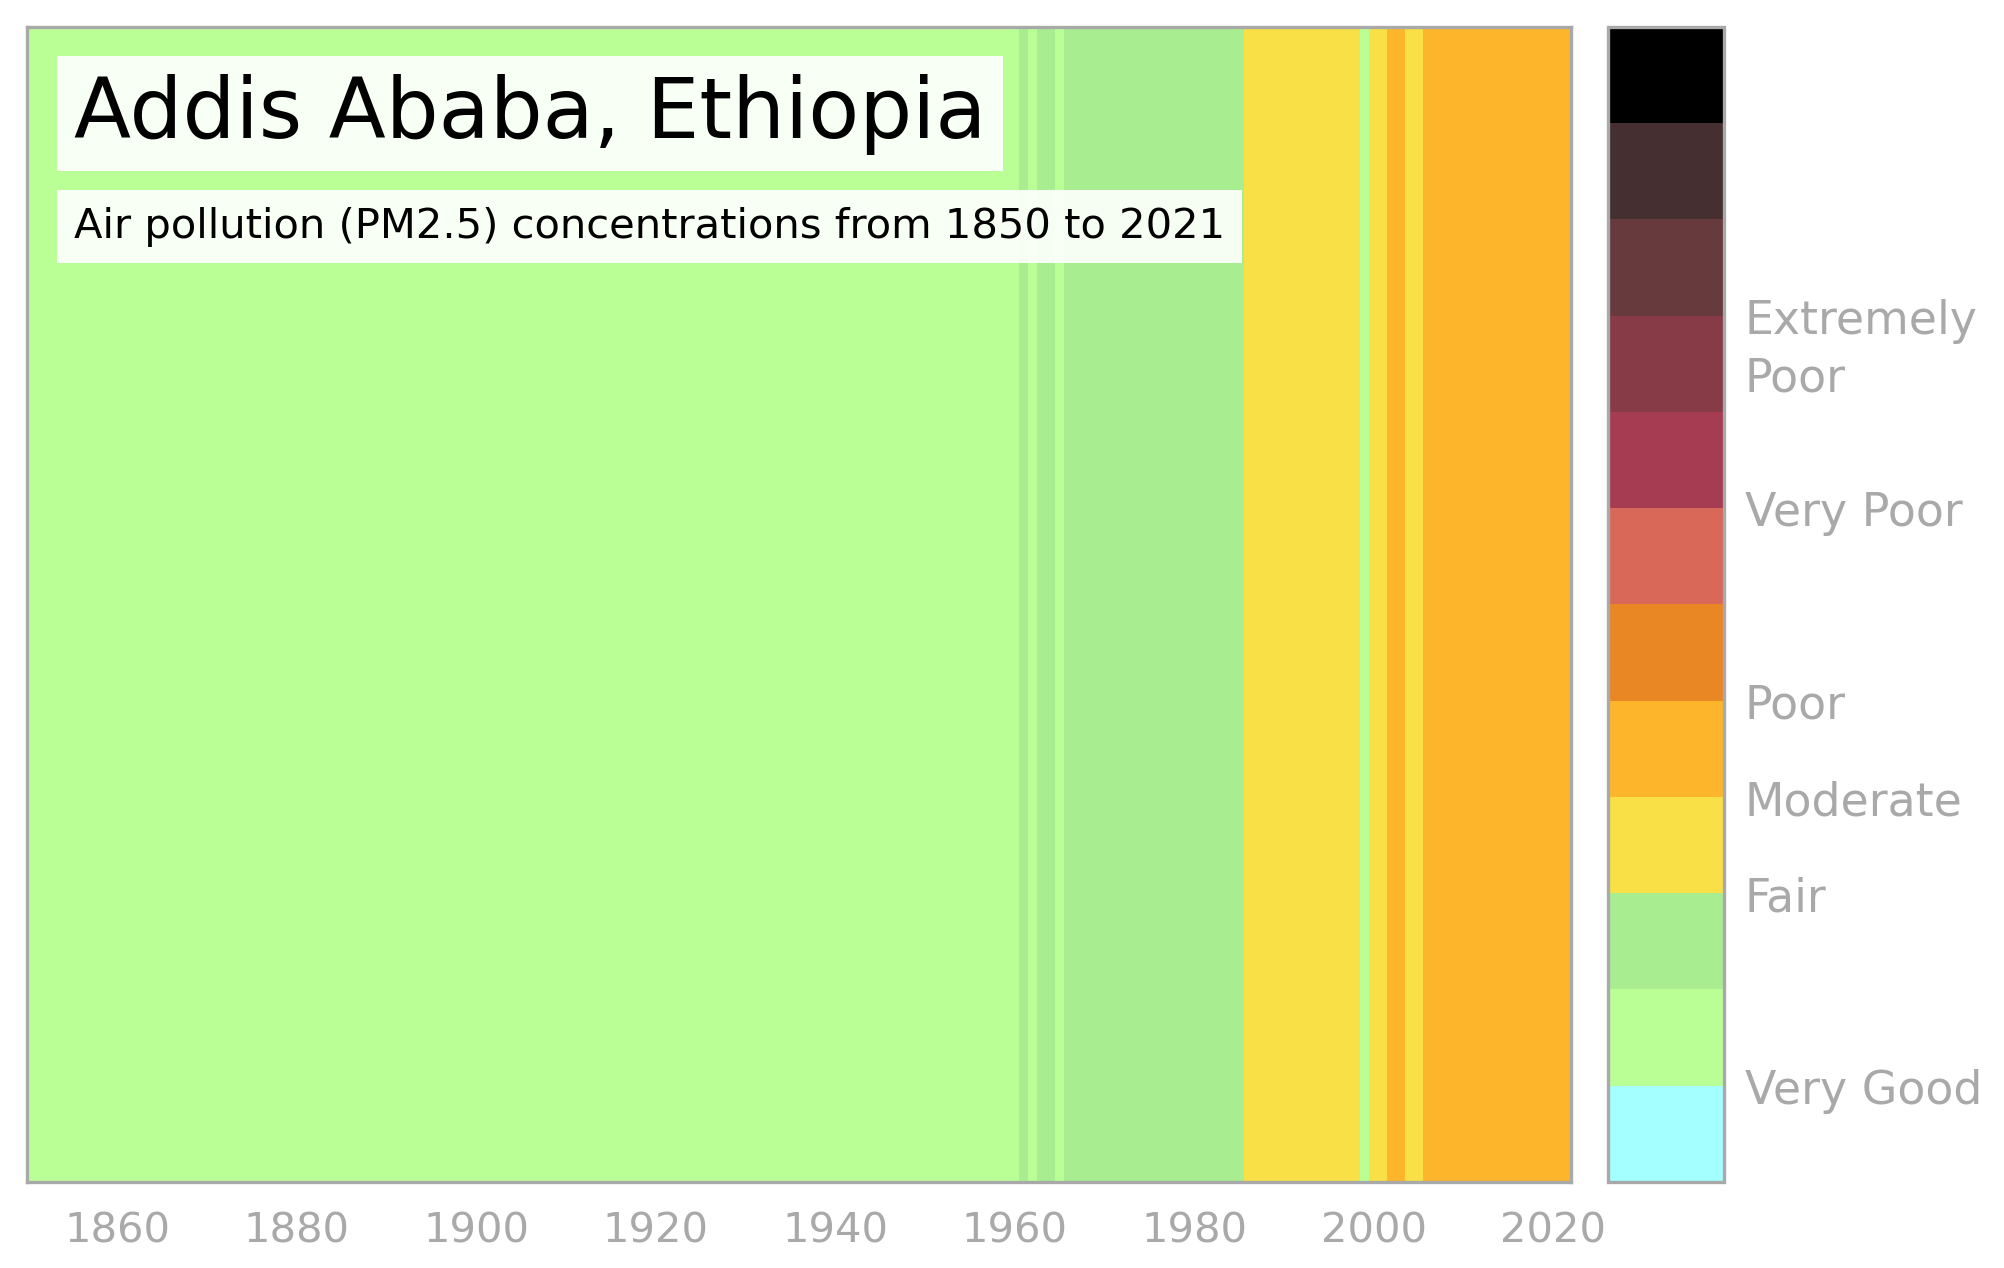 Addis Ababa, Ethiopia
Air pollution (PM2.5) concentrations from 1850 to 2021
Extremely
Poor
Very Poor
Poor
Moderate
Fair
Very Good
1860 1880 1900 1920 1940 1960 1980 2000 2020